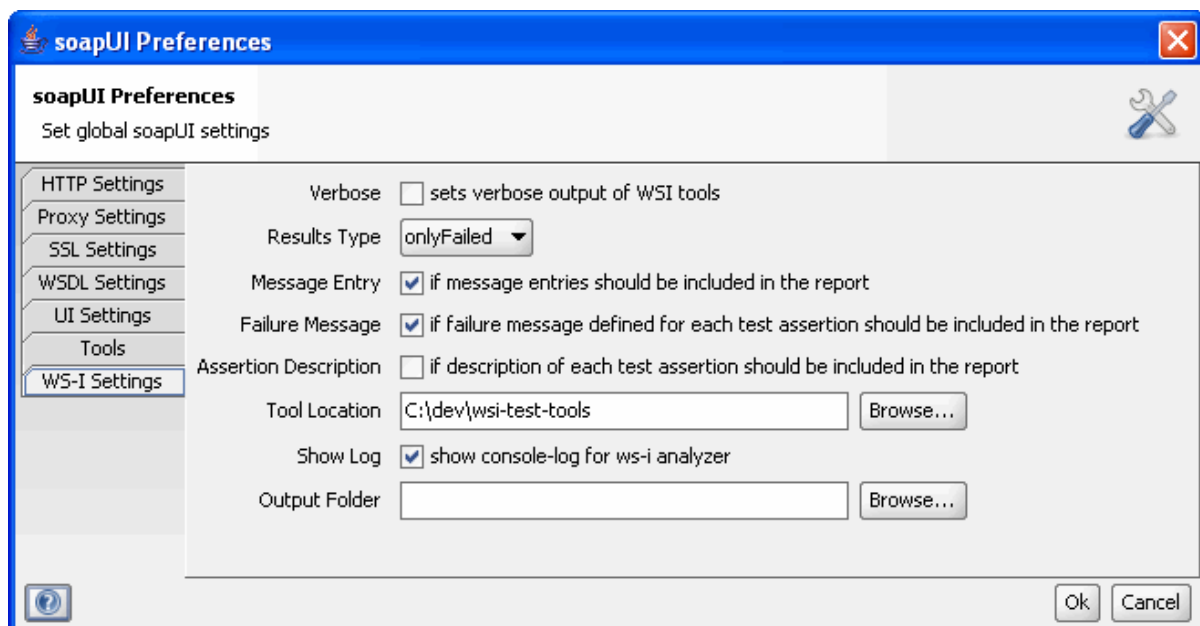 soapUI Preferences
soapUI Preferences
Set global soapUI settings
HTTP Settings
Proxy Settings
SSL Settings
WSDL Settings
UI Settings
Tools
WS-I Settings
Verbose sets verbose output of WSI tools
Results Type onlyFailed
Message Entry if message entries should be included in the report
Failure Message if failure message defined for each test assertion should be included in the report
Assertion Description if description of each test assertion should be included in the report
Tool Location C:\dev\wsi-test-tools Browse...
Show Log show console-log for ws-i analyzer
Output Folder Browse...
Ok Cancel